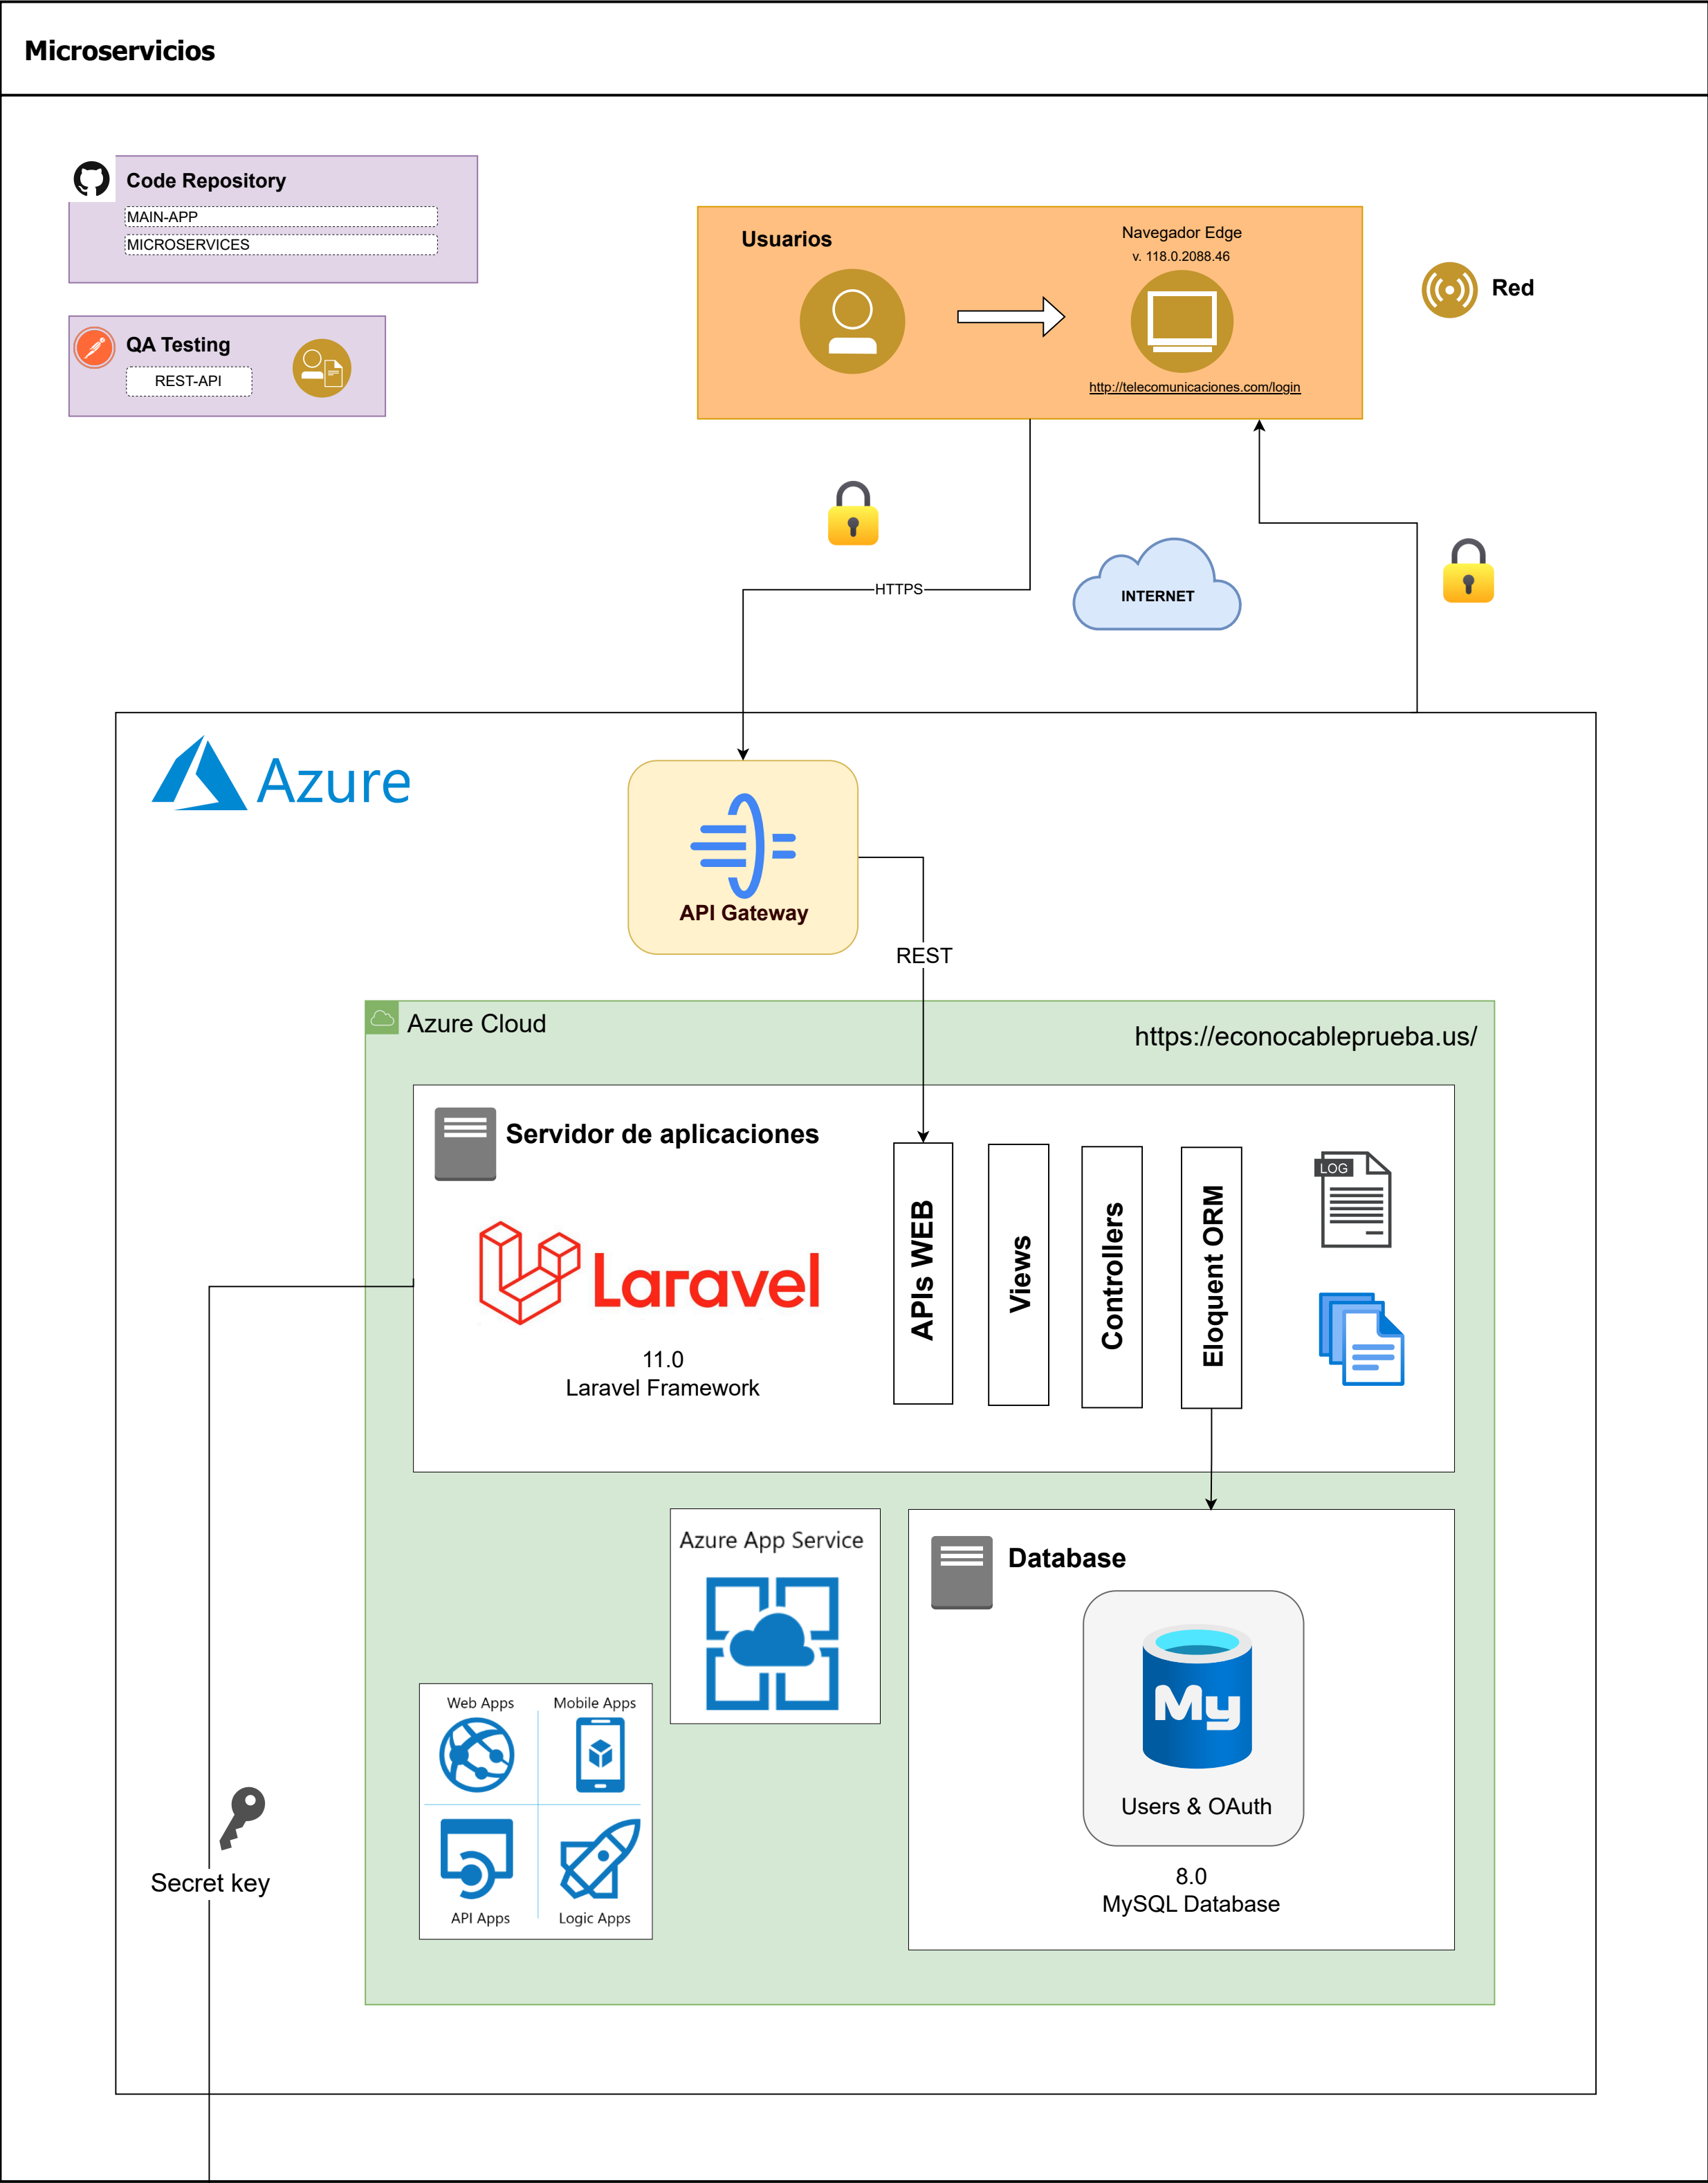 Microservicios
Code Repository
MAIN-APP
MICROSERVICES
QA Testing
REST-API
Usuarios
Navegador Edge
v. 118.0.2088.46
http://telecomunicaciones.com/login
Red
HTTPS
INTERNET
Azure
API Gateway
REST
Azure Cloud
https://econocableprueba.us/
Servidor de aplicaciones
Laravel
11.0
Laravel Framework
APIs WEB
Views
Controllers
Eloquent ORM
LOG
Azure App Service
Database
My
Users & OAuth
8.0
MySQL Database
Web Apps
Mobile Apps
API Apps
Logic Apps
Secret key